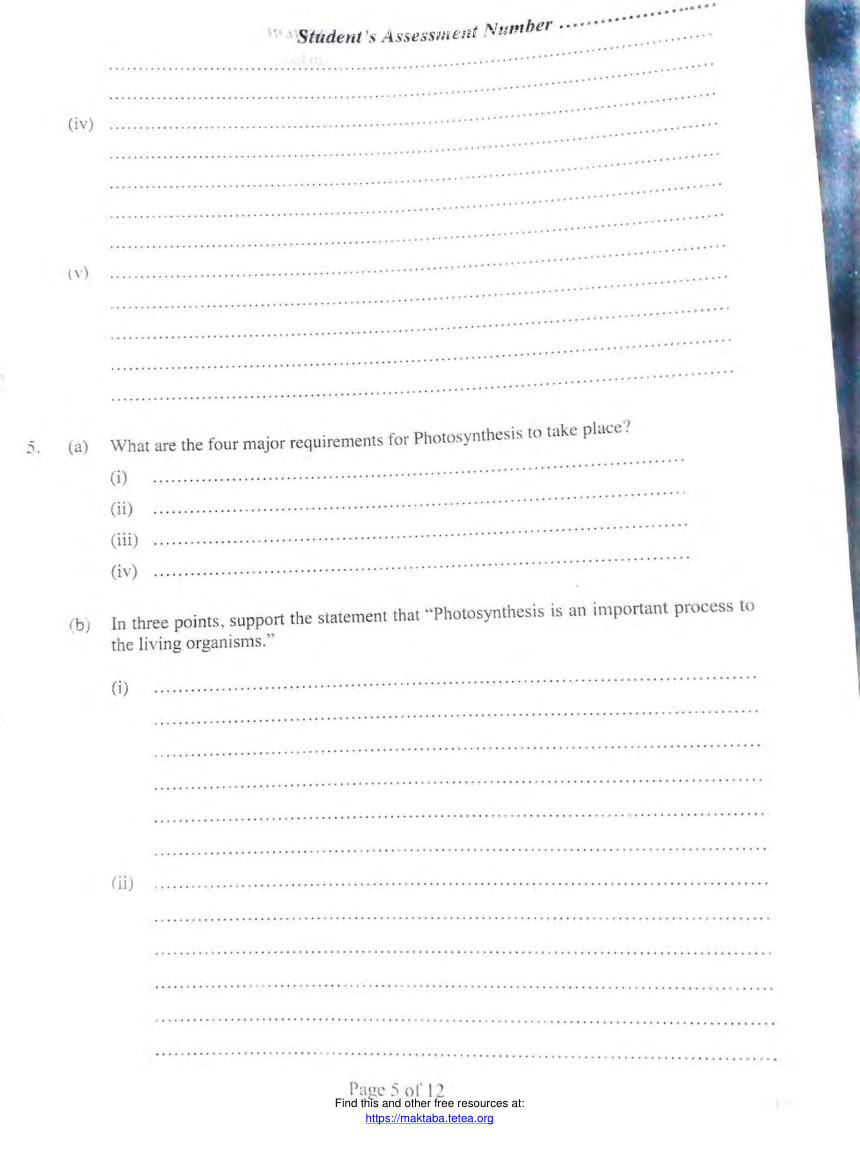 Student's Assessment Number ........................
................................................................
................................................................
(iv) ................................................................
................................................................
................................................................
................................................................
................................................................
(v) ................................................................
................................................................
................................................................
................................................................
................................................................
5. (a) What are the four major requirements for Photosynthesis to take place?
(i) ................................................................
(ii) ................................................................
(iii) ................................................................
(iv) ................................................................
(b) In three points, support the statement that “Photosynthesis is an important process to
the living organisms.”
(i) ................................................................
................................................................
................................................................
................................................................
................................................................
................................................................
(ii) ................................................................
................................................................
................................................................
................................................................
................................................................
................................................................
Page 5 of 12
Find this and other free resources at:
https://maktaba.tetea.org